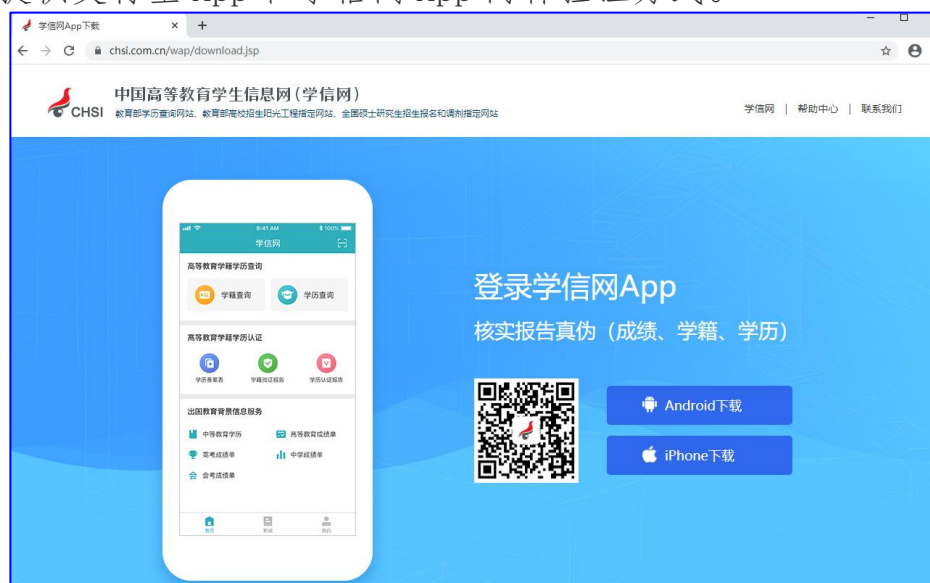 App
学信网App下载
chsi.com.cn/wap/download.jsp
CHSI
中国高等教育学生信息网(学信网)
教育部学历查询网站、教育部高校招生阳光工程指定网站、全国硕士研究生招生报名和调剂指定网站
学信网 | 帮助中心 | 联系我们
9:41 AM 100%
学信网
高等教育学籍学历查询
学籍查询 学历查询
高等教育学籍学历认证
学历备案表 学籍验证报告 学历认证报告
出国教育背景信息服务
中等教育学历 高等教育成绩单
高考成绩单 中学成绩单
会考成绩单
首页 我的
登录学信网App
核实报告真伪(成绩、学籍、学历)
Android下载
iPhone下载